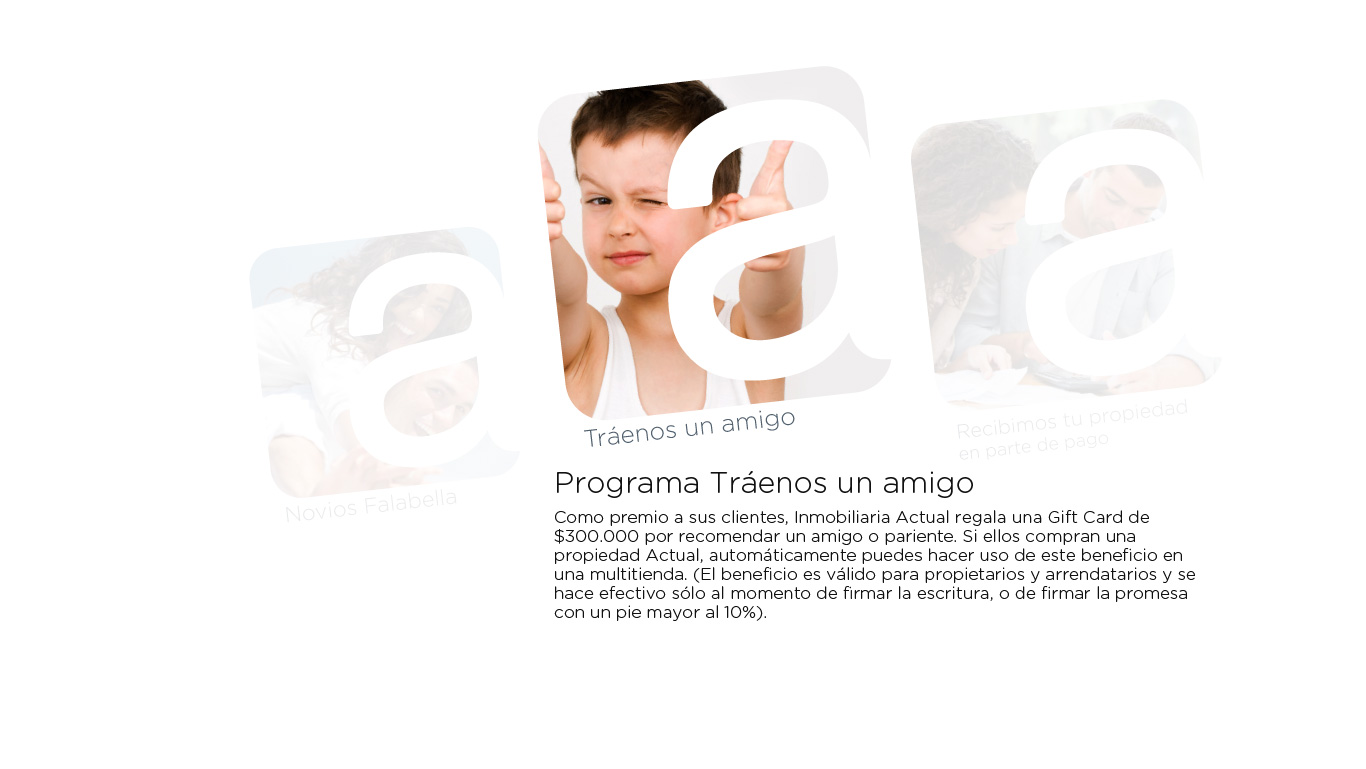 a
a
a
Tráenos un amigo
Recibimos tu propiedad
en parte de pago
Novios Falabella
Programa Tráenos un amigo
Como premio a sus clientes, Inmobiliaria Actual regala una Gift Card de
$300.000 por recomendar un amigo o pariente. Si ellos compran una
propiedad Actual, automáticamente puedes hacer uso de este beneficio en
una multitienda. (El beneficio es válido para propietarios y arrendatarios y se
hace efectivo sólo al momento de firmar la escritura, o de firmar la promesa
con un pie mayor al 10%).